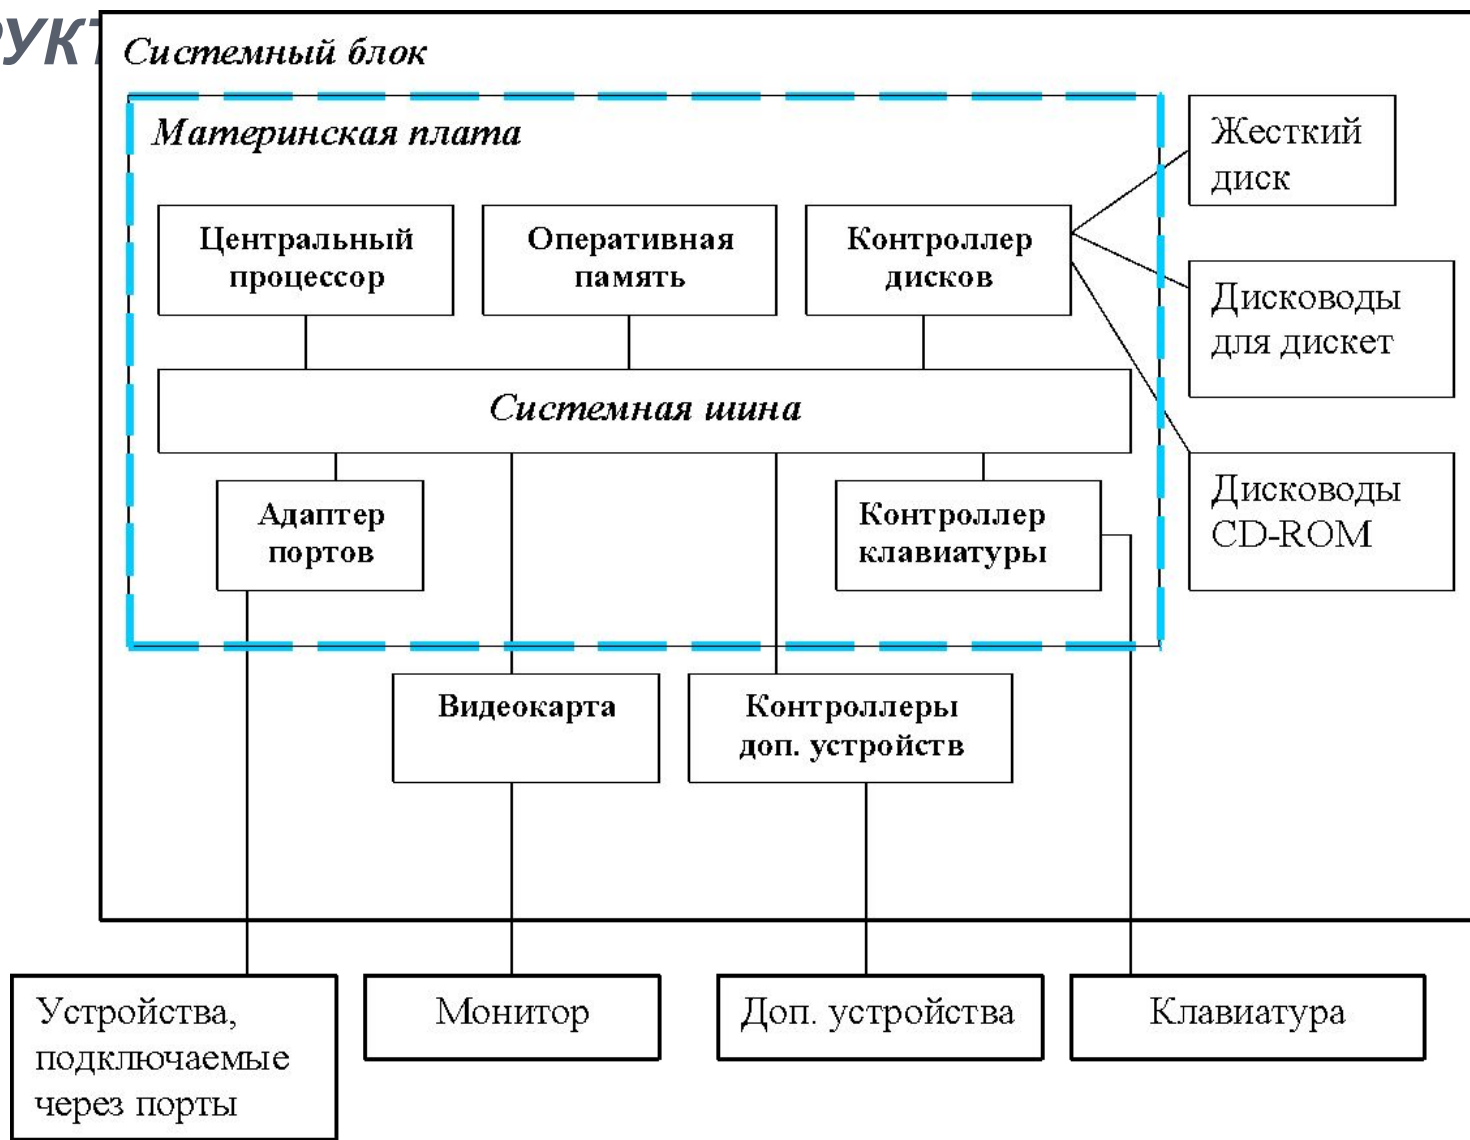 Системный блок
Материнская плата
Жесткий
диск
Центральный
процессор
Оперативная
память
Контроллер
дисков
Дисководы
для дискет
Системная шина
Дисководы
CD-ROM
Адаптер
портов
Контроллер
клавиатуры
Видеокарта
Контроллеры
доп. устройств
Устройства,
подключаемые
через порты
Монитор
Доп. устройства
Клавиатура